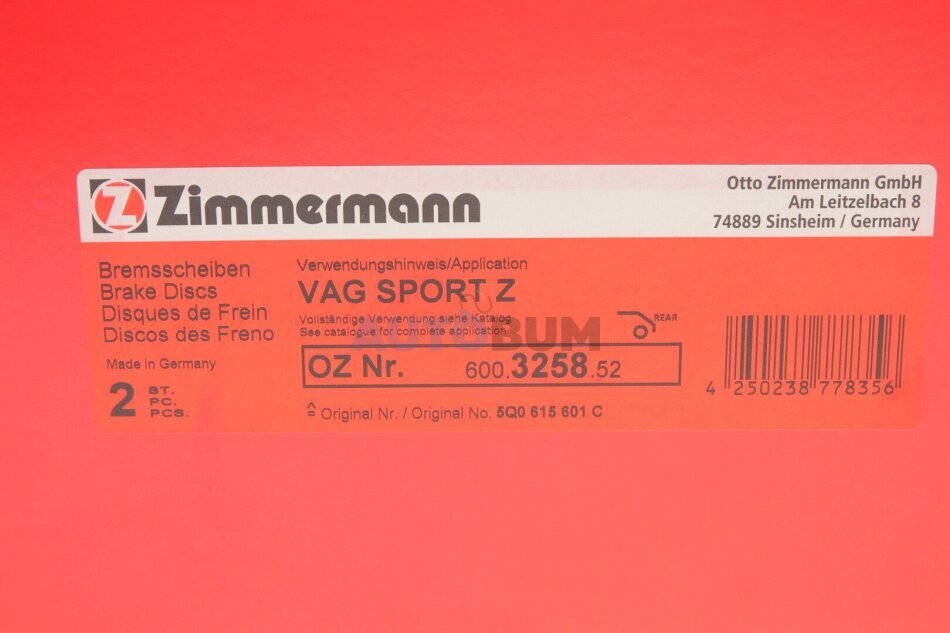 Z Zimmermann
Otto Zimmermann GmbH
Am Leitzelbach 8
74889 Sinsheim / Germany
Bremsscheiben
Brake Discs
Disques de Frein
Discos des Freno
Made in Germany
2 ST.
PC.
PCS.
Verwendungshinweis/Application
VAG SPORT Z
Vollständige Verwendung siehe Katalog
See catalogue for complete application
REAR
AUTOBUM
OZ Nr. 600.3258.52
≙ Original Nr. / Original No. 5Q0 615 601 C
4 250238 778356